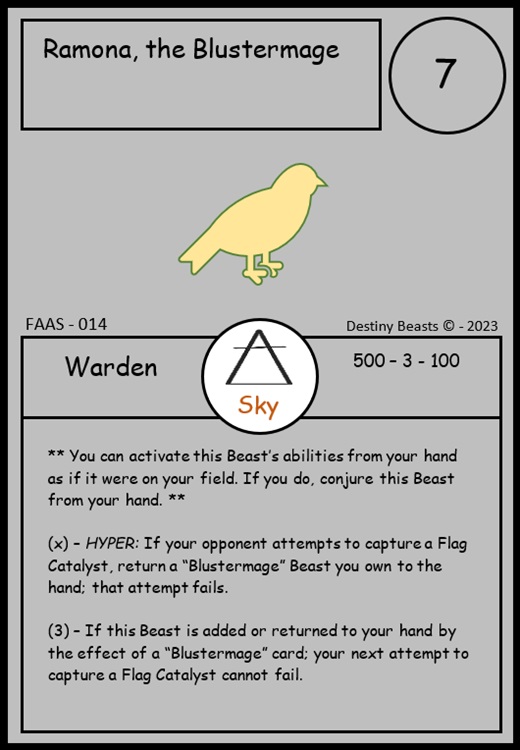 Ramona, the Blustermage
7
FAAS - 014
Destiny Beasts © - 2023
Warden
Sky
500 – 3 - 100
** You can activate this Beast's abilities from your hand
as if it were on your field. If you do, conjure this Beast
from your hand. **
(x) – HYPER: If your opponent attempts to capture a Flag
Catalyst, return a “Blustermage” Beast you own to the
hand; that attempt fails.
(3) – If this Beast is added or returned to your hand by
the effect of a “Blustermage” card; your next attempt to
capture a Flag Catalyst cannot fail.